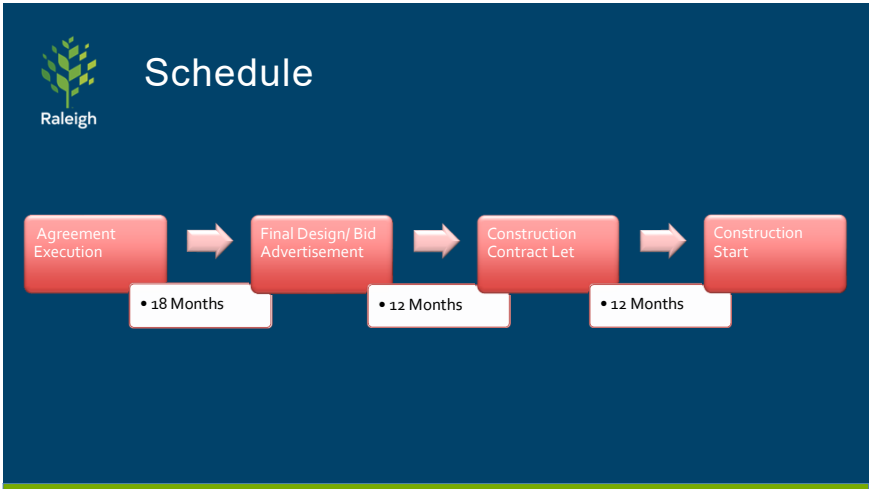 Raleigh
Schedule
Agreement
Execution
• 18 Months
Final Design/ Bid
Advertisement
• 12 Months
Construction
Contract Let
• 12 Months
Construction
Start